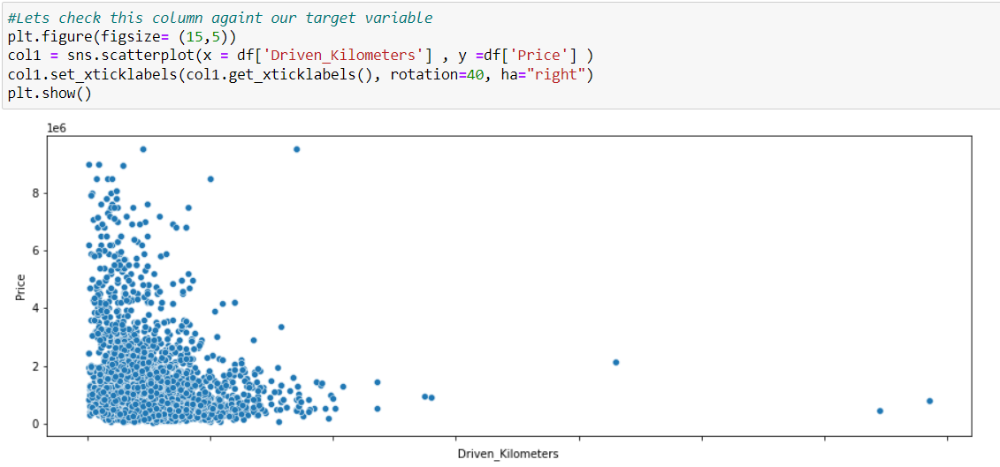 #Lets check this column againt our target variable
plt.figure(figsize= (15,5))
col1 = sns.scatterplot(x = df['Driven_Kilometers'] , y =df['Price'] )
col1.set_xticklabels(col1.get_xticklabels(), rotation=40, ha="right")
plt.show()
1e6
8
6
4
2
0
Price
Driven_Kilometers